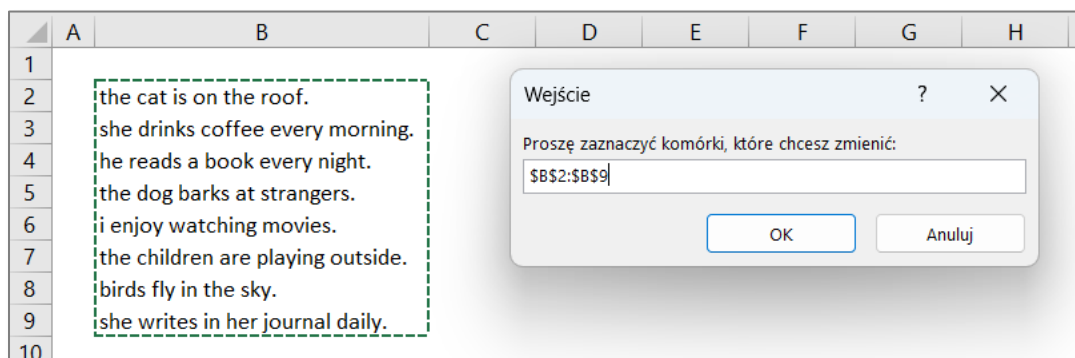 A B C D E F G H
1
2 the cat is on the roof.
3 she drinks coffee every morning.
4 he reads a book every night.
5 the dog barks at strangers.
6 i enjoy watching movies.
7 the children are playing outside.
8 birds fly in the sky.
9 she writes in her journal daily.
10
Wejście ?
Proszę zaznaczyć komórki, które chcesz zmienić:
$B$2:$B$9
OK Anuluj